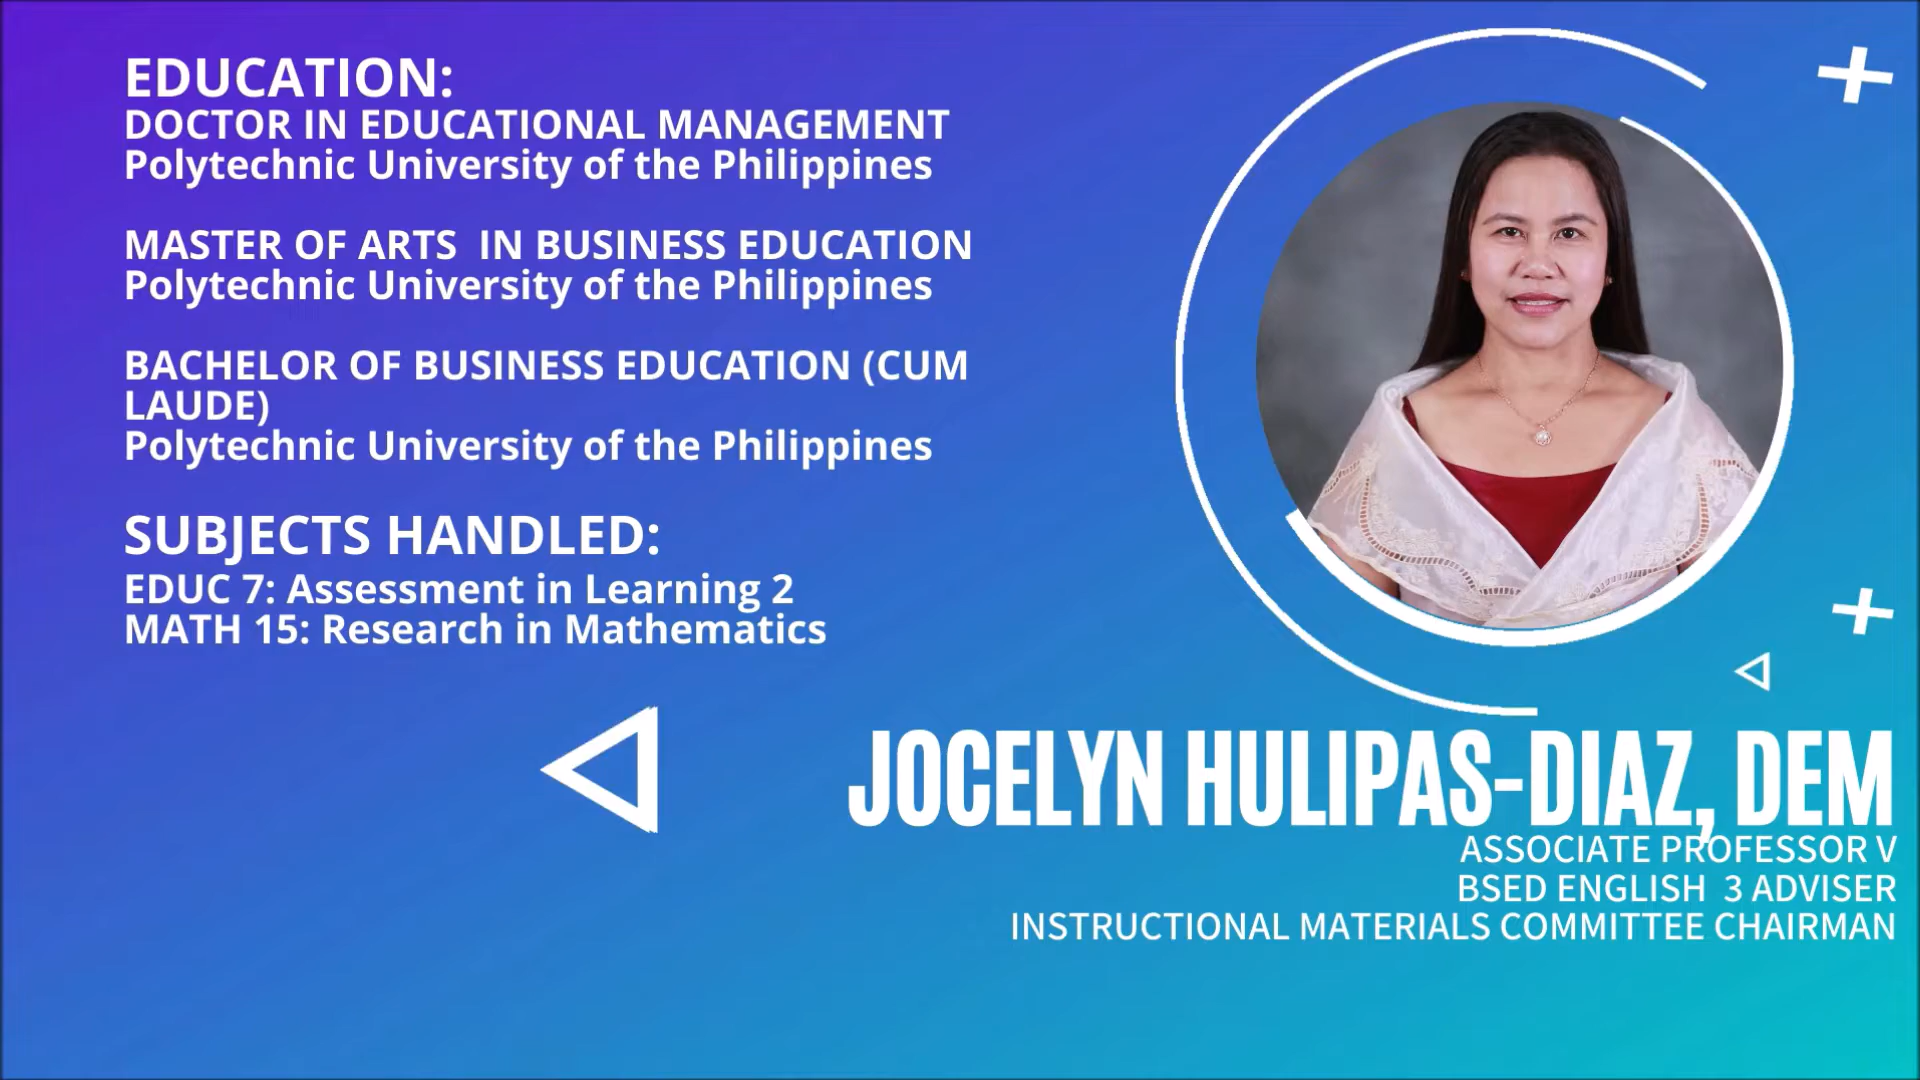 EDUCATION:
DOCTOR IN EDUCATIONAL MANAGEMENT
Polytechnic University of the Philippines
MASTER OF ARTS  IN BUSINESS EDUCATION
Polytechnic University of the Philippines
BACHELOR OF BUSINESS EDUCATION (CUM
LAUDE)
Polytechnic University of the Philippines
SUBJECTS HANDLED:
EDUC 7: Assessment in Learning 2
MATH 15: Research in Mathematics
JOCELYN HULIPAS-DIAZ, DEM
ASSOCIATE PROFESSOR V
BSED ENGLISH  3 ADVISER
INSTRUCTIONAL MATERIALS COMMITTEE CHAIRMAN